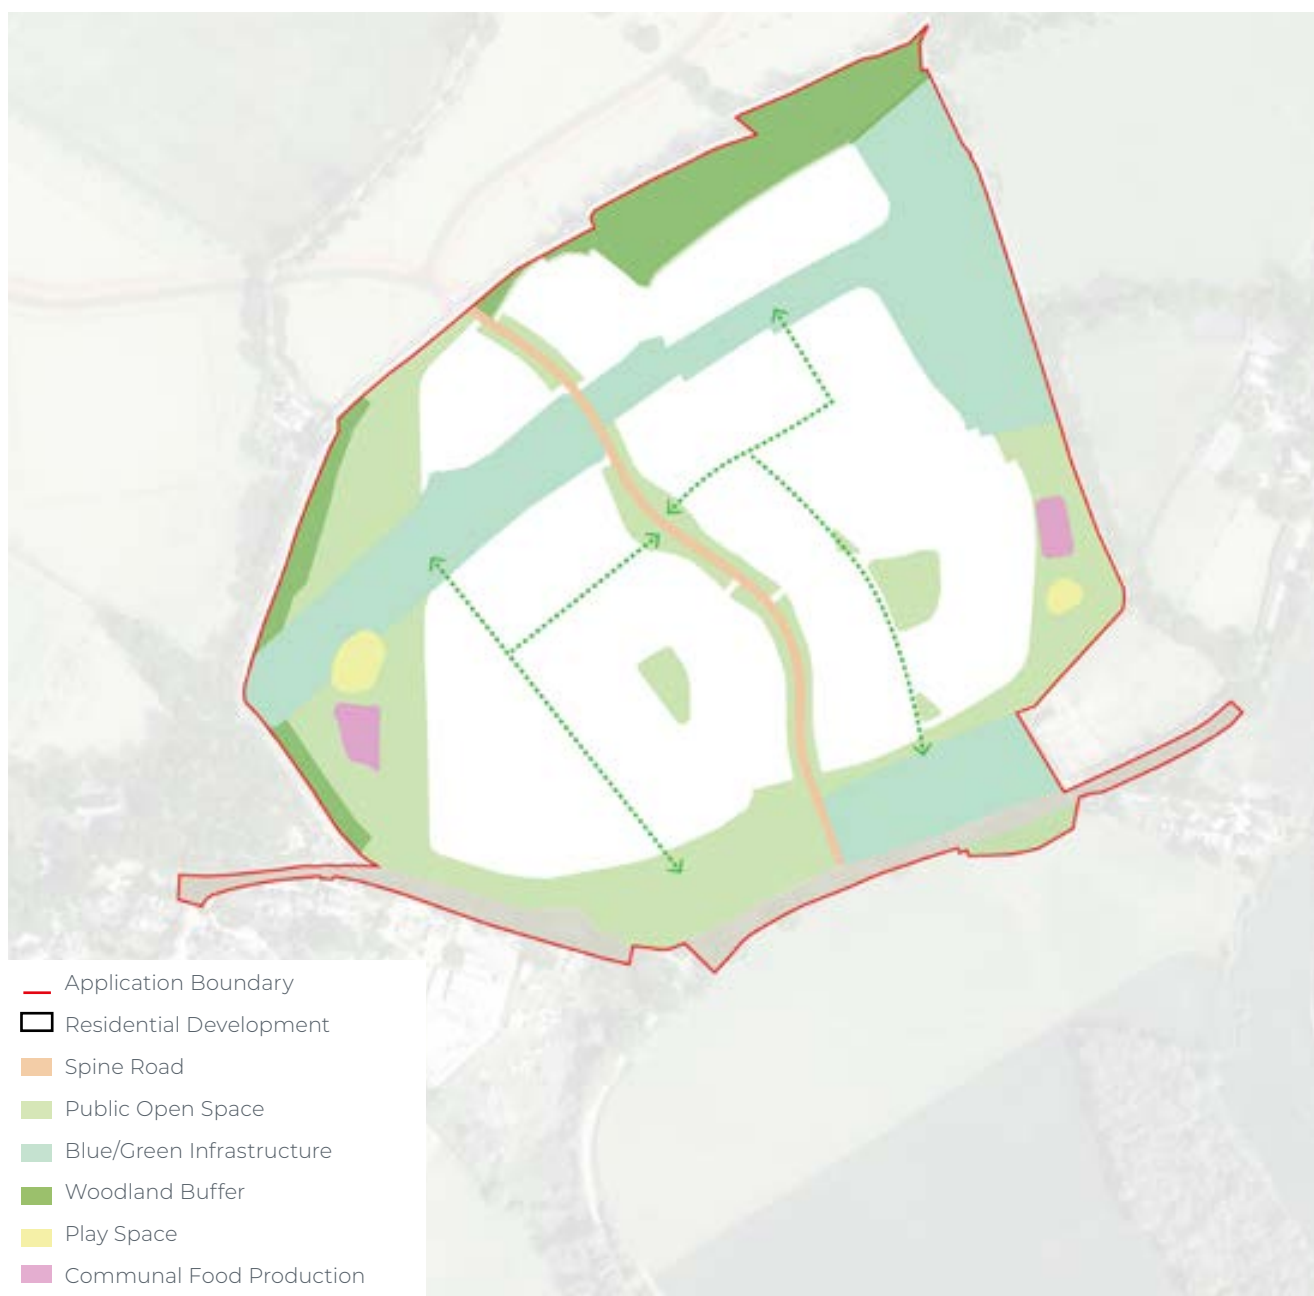 Application Boundary
Residential Development
Spine Road
Public Open Space
Blue/Green Infrastructure
Woodland Buffer
Play Space
Communal Food Production